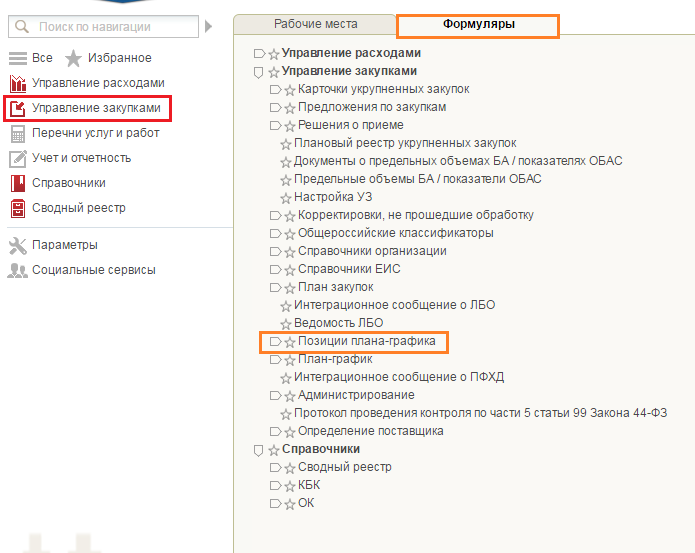 Поиск по навигации
Все
Избранное
Управление расходами
Управление закупками
Перечни услуг и работ
Учет и отчетность
Справочники
Сводный реестр
Параметры
Социальные сервисы
Рабочие места
Формуляры
Управление расходами
Управление закупками
Карточки укрупненных закупок
Предложения по закупкам
Решения о приеме
Плановый реестр укрупненных закупок
Документы о предельных объемах БА / показателях ОБАС
Предельные объемы БА / показатели ОБАС
Настройка УЗ
Корректировки, не прошедшие обработку
Общероссийские классификаторы
Справочники организации
Справочники ЕИС
План закупок
Интеграционное сообщение о ЛБО
Ведомость ЛБО
Позиции плана-графика
План-график
Интеграционное сообщение о ПФХД
Администрирование
Протокол проведения контроля по части 5 статьи 99 Закона 44-ФЗ
Определение поставщика
Справочники
Сводный реестр
КБК
ОК